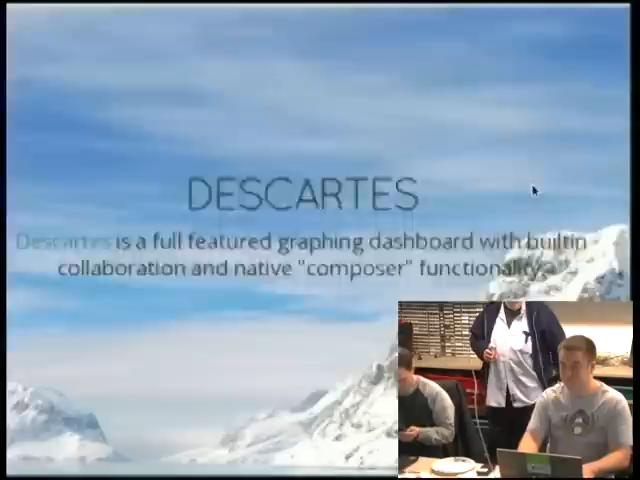 DESCARTES
Descartes is a full featured graphing dashboard with builtin
collaboration and native "composer" functionality.